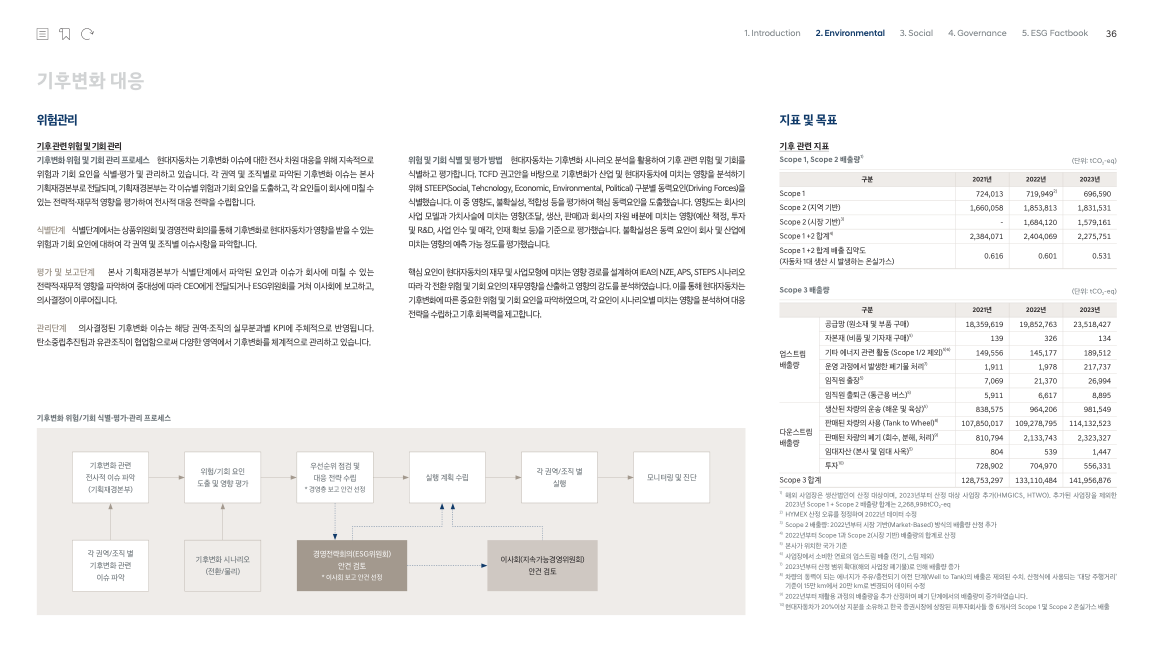 1. Introduction 2. Environmental 3. Social 4. Governance 5. ESG Factbook 36
기후변화 대응
위험관리
기후 관련 위험 및 기회 관리
기후변화 위험 및 기회 관리 프로세스 현대자동차는 기후변화 이슈에 대한 전사 차원 대응을 위해 지속적으로
위험과 기회 요인을 식별·평가 및 관리하고 있습니다. 각 권역 및 조직별로 파악된 기후변화 이슈는 본사
기획재경본부로 전달되며, 기획재경본부는 각 이슈별 위험과 기회 요인을 도출하고, 각 요인들이 회사에 미칠 수
있는 전략적·재무적 영향을 평가하여 전사적 대응 전략을 수립합니다.
식별단계 식별단계에서는 상품위원회 및 경영전략 회의를 통해 기후변화로 현대자동차가 영향을 받을 수 있는
위험과 기회 요인에 대하여 각 권역 및 조직별 이슈사항을 파악합니다.
평가 및 보고단계 본사 기획재경본부가 식별단계에서 파악된 요인과 이슈가 회사에 미칠 수 있는
전략적·재무적 영향을 파악하여 중대성에 따라 CEO에게 전달되거나 ESG위원회를 거쳐 이사회에 보고하고,
의사결정이 이루어집니다.
관리단계 의사결정된 기후변화 이슈는 해당 권역·조직의 실무분과별 KPI에 주체적으로 반영됩니다.
탄소중립추진팀과 유관조직이 협업함으로써 다양한 영역에서 기후변화를 체계적으로 관리하고 있습니다.
위험 및 기회 식별 및 평가 방법 현대자동차는 기후변화 시나리오 분석을 활용하여 기후 관련 위험 및 기회를
식별하고 평가합니다. TCFD 권고안을 바탕으로 기후변화가 산업 및 현대자동차에 미치는 영향을 분석하기
위해 STEEP(Social, Tehcnology, Economic, Environmental, Political) 구분별 동력요인(Driving Forces)을
식별했습니다. 이 중 영향도, 불확실성, 적합성 등을 평가하여 핵심 동력요인을 도출했습니다. 영향도는 회사의
사업 모델과 가치사슬에 미치는 영향(조달, 생산, 판매)과 회사의 자원 배분에 미치는 영향(예산 책정, 투자
및 R&D, 사업 인수 및 매각, 인재 확보 등)을 기준으로 평가했습니다. 불확실성은 동력 요인이 회사 및 산업에
미치는 영향의 예측 가능 정도를 평가했습니다.
핵심 요인이 현대자동차의 재무 및 사업모형에 미치는 영향 경로를 설계하여 IEA의 NZE, APS, STEPS 시나리오
따라 각 전환 위험 및 기회 요인의 재무영향을 산출하고 영향의 강도를 분석하였습니다. 이를 통해 현대자동차는
기후변화에 따른 중요한 위험 및 기회 요인을 파악하였으며, 각 요인이 시나리오별 미치는 영향을 분석하여 대응
전략을 수립하고 기후 회복력을 제고합니다.
기후변화 위험/기회 식별·평가·관리 프로세스
기후변화 관련
전사적 이슈 파악
(기획재경본부)
위험/기회 요인
도출 및 영향 평가
우선순위 점검 및
대응 전략 수립
* 경영층 보고 안건 선정
실행 계획 수립
각 권역/조직 별
실행
모니터링 및 진단
각 권역/조직 별
기후변화 관련
이슈 파악
기후변화 시나리오
(전환/물리)
경영전략회의(ESG위원회)
안건 검토
* 이사회 보고 안건 선정
이사회(지속가능경영위원회)
안건 검토
지표 및 목표
기후 관련 지표
Scope 1, Scope 2 배출량1) (단위: tCO2-eq)
구분 2021년 2022년 2023년
Scope 1 724,013 719,9492) 696,590
Scope 2 (지역 기반) 1,660,058 1,853,813 1,831,531
Scope 2 (시장 기반)3) - 1,684,120 1,579,161
Scope 1 +2 합계4) 2,384,071 2,404,069 2,275,751
Scope 1 +2 합계 배출 집약도
(자동차 1대 생산 시 발생하는 온실가스) 0.616 0.601 0.531
Scope 3 배출량 (단위: tCO2-eq)
구분 2021년 2022년 2023년
업스트림 배출량
공급망 (원소재 및 부품 구매) 18,359,619 19,852,763 23,518,427
자본재 (비품 및 기자재 구매)5) 139 326 134
기타 에너지 관련 활동 (Scope 1/2 제외)5)6) 149,556 145,177 189,512
운영 과정에서 발생한 폐기물 처리7) 1,911 1,978 217,737
임직원 출장5) 7,069 21,370 26,994
임직원 출퇴근 (통근용 버스)5) 5,911 6,617 8,895
다운스트림 배출량
생산된 차량의 운송 (해운 및 육상)5) 838,575 964,206 981,549
판매된 차량의 사용 (Tank to Wheel)8) 107,850,017 109,278,795 114,132,523
판매된 차량의 폐기 (회수, 분해, 처리)9) 810,794 2,133,743 2,323,327
임대자산 (본사 및 임대 사옥)5) 804 539 1,447
투자10) 728,902 704,970 556,331
Scope 3 합계 128,753,297 133,110,484 141,956,876
1) 해외 사업장은 생산법인이 산정 대상이며, 2023년부터 산정 대상 사업장 추가(HMGICS, HTWO). 추가된 사업장을 제외한
2023년 Scope 1 + Scope 2 배출량 합계는 2,268,998tCO2-eq
2) HYMEX 산정 오류를 정정하여 2022년 데이터 수정
3) Scope 2 배출량: 2022년부터 시장 기반(Market-Based) 방식의 배출량 산정 추가
4) 2022년부터 Scope 1과 Scope 2(시장 기반) 배출량의 합계로 산정
5) 본사가 위치한 국가 기준
6) 사업장에서 소비한 연료의 업스트림 배출 (전기, 스팀 제외)
7) 2023년부터 산정 범위 확대(해외 사업장 폐기물)로 인해 배출량 증가
8) 차량의 동력이 되는 에너지가 주유/충전되기 이전 단계(Well to Tank)의 배출은 제외된 수치. 산정식에 사용되는 '대당 주행거리'
기준이 15만 km에서 20만 km로 변경되어 데이터 수정
9) 2022년부터 재활용 과정의 배출량을 추가 산정하며 폐기 단계에서의 배출량이 증가하였습니다.
10) 현대자동차가 20%이상 지분을 소유하고 한국 증권시장에 상장된 피투자회사들 중 6개사의 Scope 1 및 Scope 2 온실가스 배출